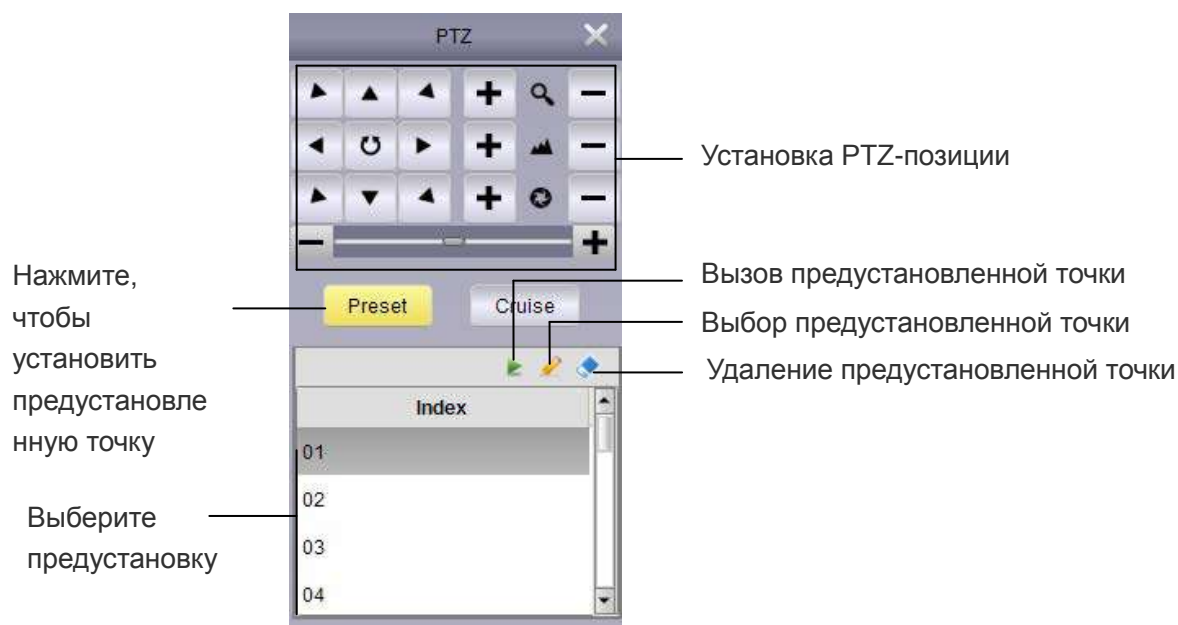 PTZ
Установка PTZ-позиции
Нажмите,
чтобы
установить
предустановле
нную точку
Preset
Cruise
Вызов предустановленной точки
Выбор предустановленной точки
Удаление предустановленной точки
Index
01
02
03
04
Выберите
предустановку